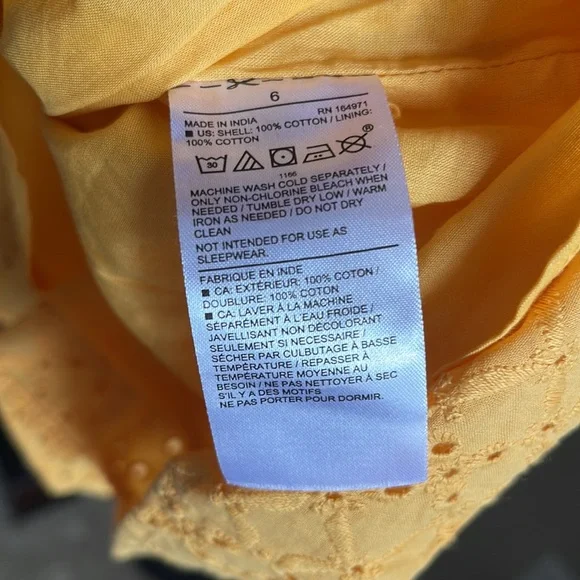 6
MADE IN INDIA RN 164971
■ US: SHELL: 100% COTTON / LINING:
100% COTTON
30
®
1166
MACHINE WASH COLD SEPARATELY /
ONLY NON-CHLORINE BLEACH WHEN
NEEDED / TUMBLE DRY LOW / WARM
IRON AS NEEDED / DO NOT DRY
CLEAN
NOT INTENDED FOR USE AS
SLEEPWEAR.
FABRIQUE EN INDE
■ CA: EXTÉRIEUR: 100% COTON /
DOUBLURE: 100% COTON
■ CA: LAVER À LA MACHINE
SÉPARÉMENT À L'EAU FROIDE /
JAVELLISANT NON DÉCOLORANT
SEULEMENT SI NECESSAIRE /
SÉCHER PAR CULBUTAGE À BASSE
TEMPÉRATURE / REPASSER À
TEMPÉRATURE MOYENNE AU
BESOIN / NE PAS NETTOYER À SEC
S'IL Y A DES MOTIFS
NE PAS PORTER POUR DORMIR.